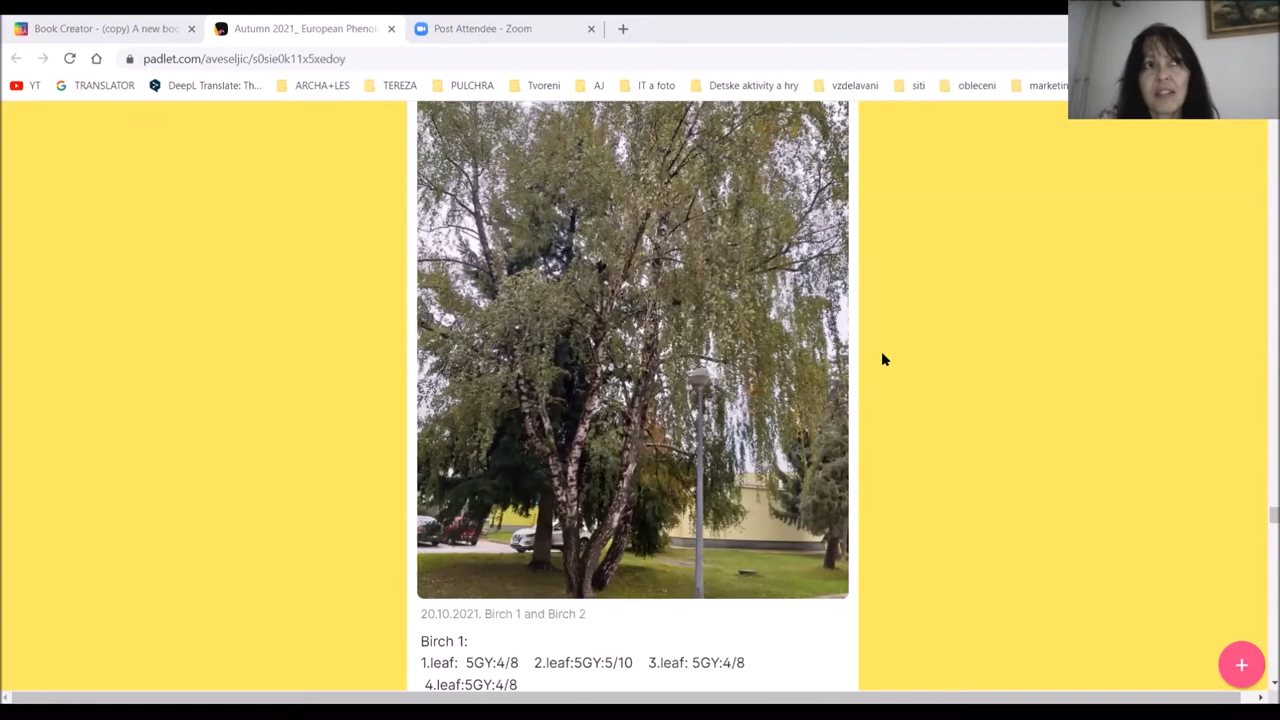 Book Creator - (copy) A new boo
Autumn 2021_ European Phenol
Post Attendee - Zoom
padlet.com/aveseljic/s0sie0k11x5xedoy
YT
TRANSLATOR
DeepL Translate: Th...
ARCHA+LES
TEREZA
PULCHRA
Tvoreni
AJ
IT a foto
Detske aktivity a hry
vzdelavani
siti
obleceni
marketin
20.10.2021. Birch 1 and Birch 2
Birch 1:
1.leaf: 5GY:4/8 2.leaf:5GY:5/10 3.leaf: 5GY:4/8
4.leaf:5GY:4/8